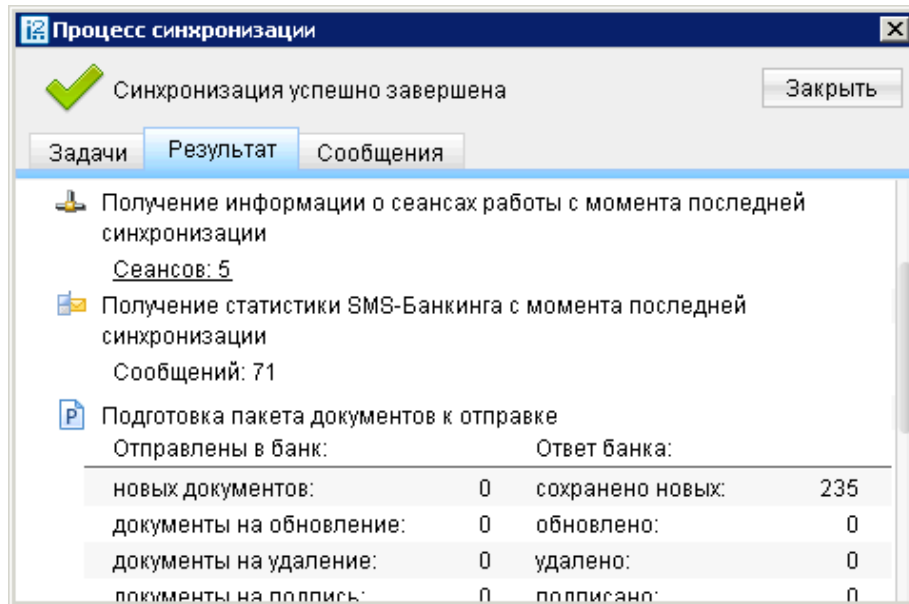 Процесс синхронизации
Синхронизация успешно завершена
Закрыть
Задачи Результат Сообщения
Получение информации о сеансах работы с момента последней
синхронизации
Сеансов: 5
Получение статистики SMS-Банкинга с момента последней
синхронизации
Сообщений: 71
Подготовка пакета документов к отправке
Отправлены в банк: Ответ банка:
новых документов: 0 сохранено новых: 235
документы на обновление: 0 обновлено: 0
документы на удаление: 0 удалено: 0
документы на подпись: 0 подписано: 0